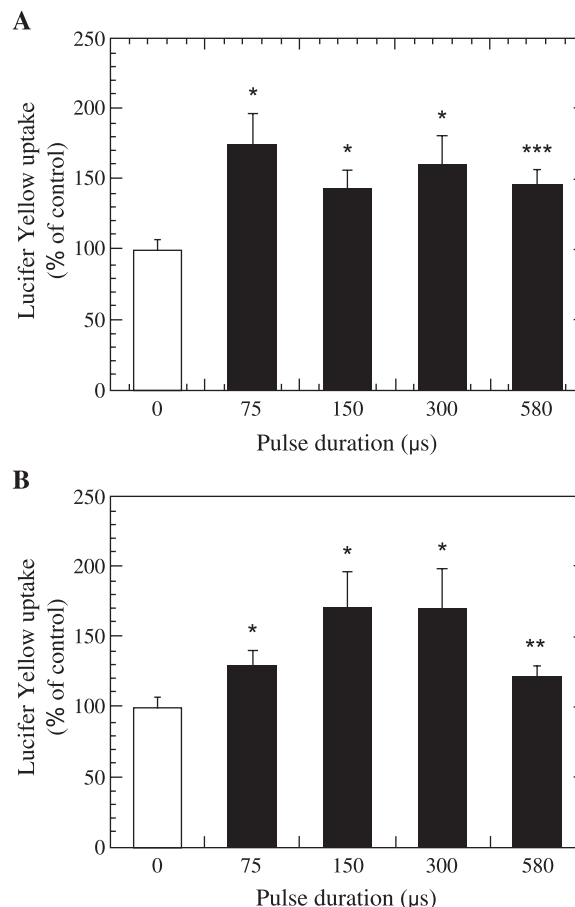 A
250
200
150
100
50
0
Lucifer Yellow uptake
(% of control)
* * * ***
0 75 150 300 580
Pulse duration (µs)
B
250
200
150
100
50
0
Lucifer Yellow uptake
(% of control)
* * * **
0 75 150 300 580
Pulse duration (µs)